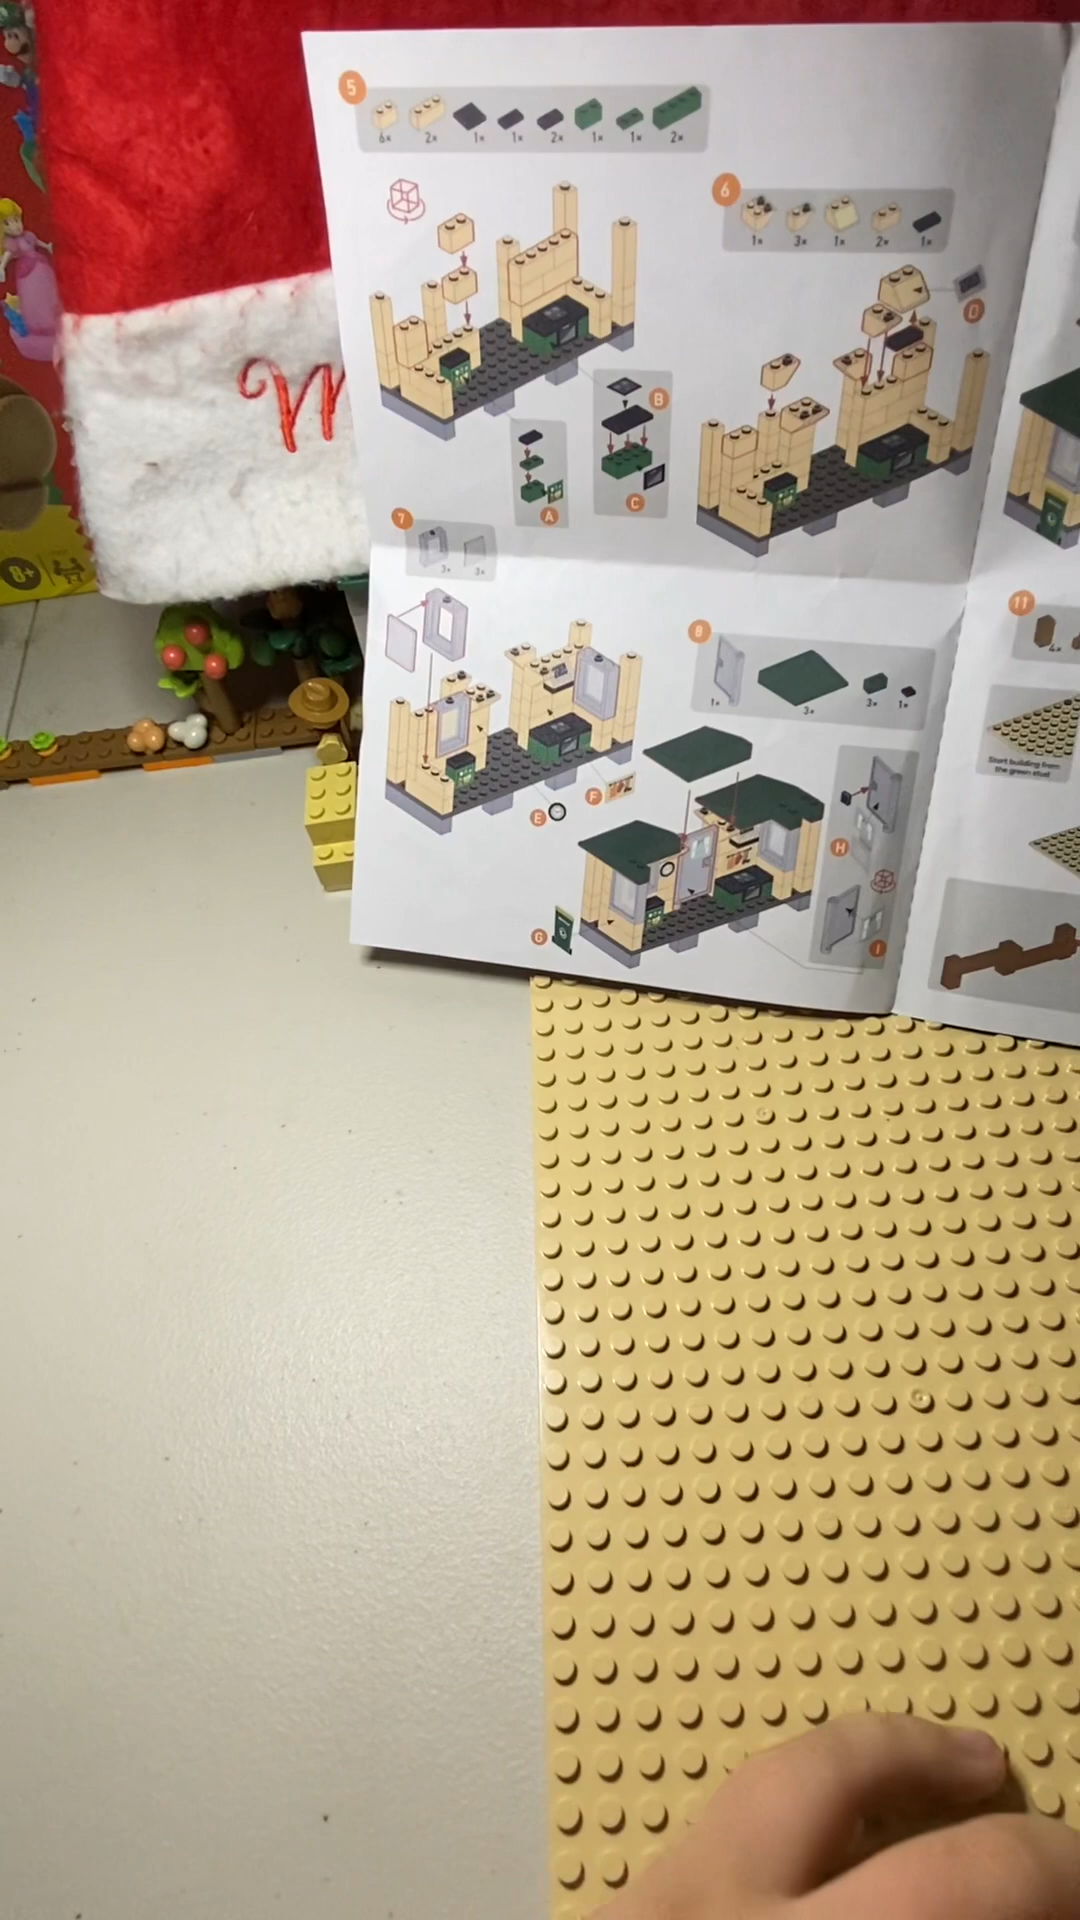 5
6x 2x 1x 1x 2x 1x 1x 2x
6
1x 3x 1x 2x 1x
D
B
A
C
7
3x 3x
8
1x 3x 3x 1x
F
E
H
G
I
11
4x
Start building from
the green stud
M